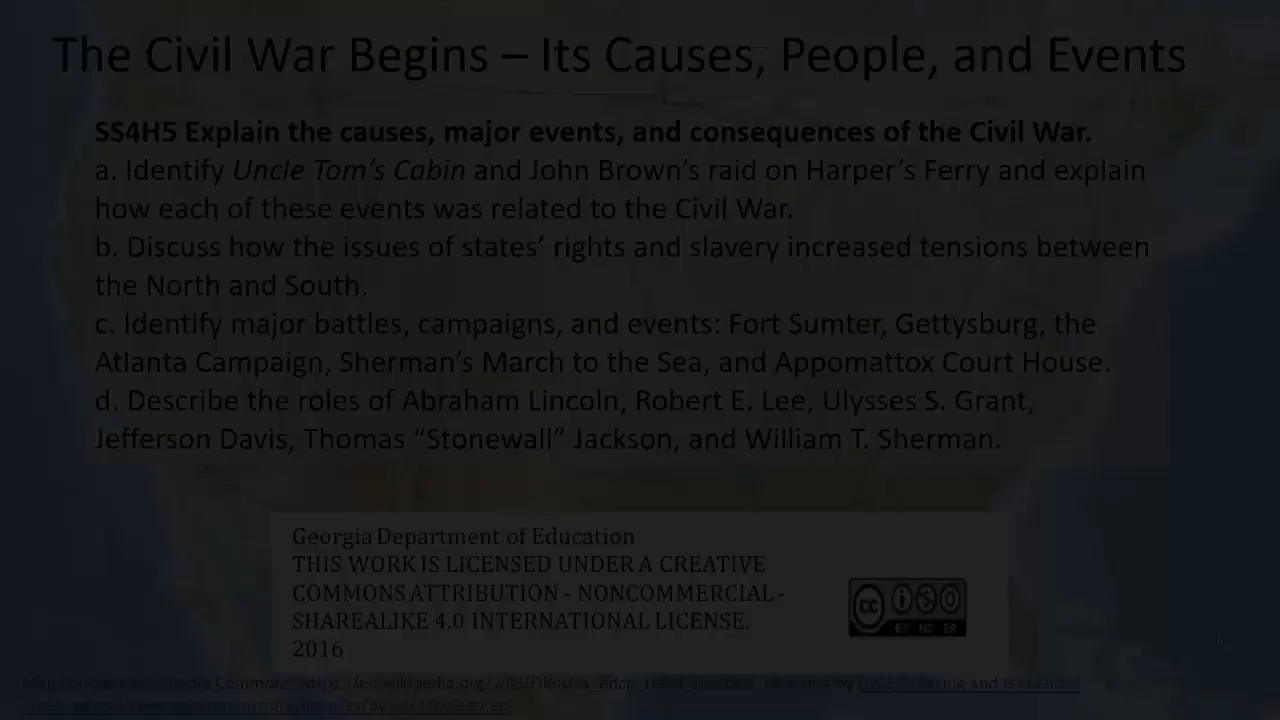 The Civil War Begins – Its Causes, People, and Events
SS4H5 Explain the causes, major events, and consequences of the Civil War.
a. Identify Uncle Tom’s Cabin and John Brown’s raid on Harper’s Ferry and explain
how each of these events was related to the Civil War.
b. Discuss how the issues of states’ rights and slavery increased tensions between
the North and South.
c. Identify major battles, campaigns, and events: Fort Sumter, Gettysburg, the
Atlanta Campaign, Sherman’s March to the Sea, and Appomattox Court House.
d. Describe the roles of Abraham Lincoln, Robert E. Lee, Ulysses S. Grant,
Jefferson Davis, Thomas “Stonewall” Jackson, and William T. Sherman.
Georgia Department of Education
THIS WORK IS LICENSED UNDER A CREATIVE
COMMONS ATTRIBUTION - NONCOMMERCIAL -
SHAREALIKE 4.0 INTERNATIONAL LICENSE.
2016
cc
Commons: by and is licensed